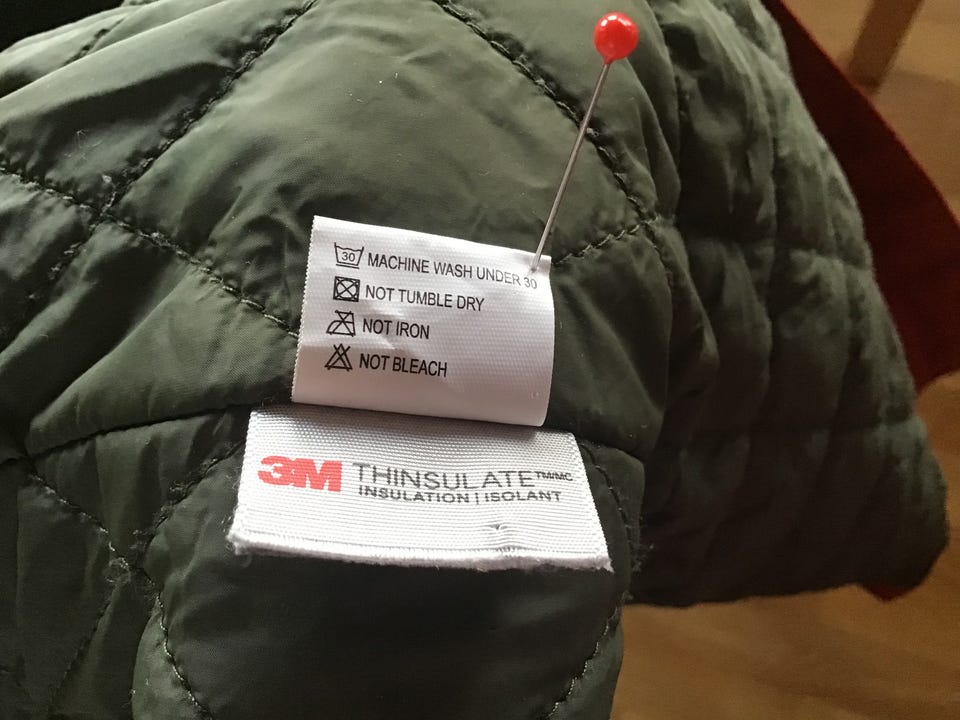 30 MACHINE WASH UNDER 30
NOT TUMBLE DRY
NOT IRON
NOT BLEACH
3M THINSULATE™/MC
INSULATION | ISOLANT